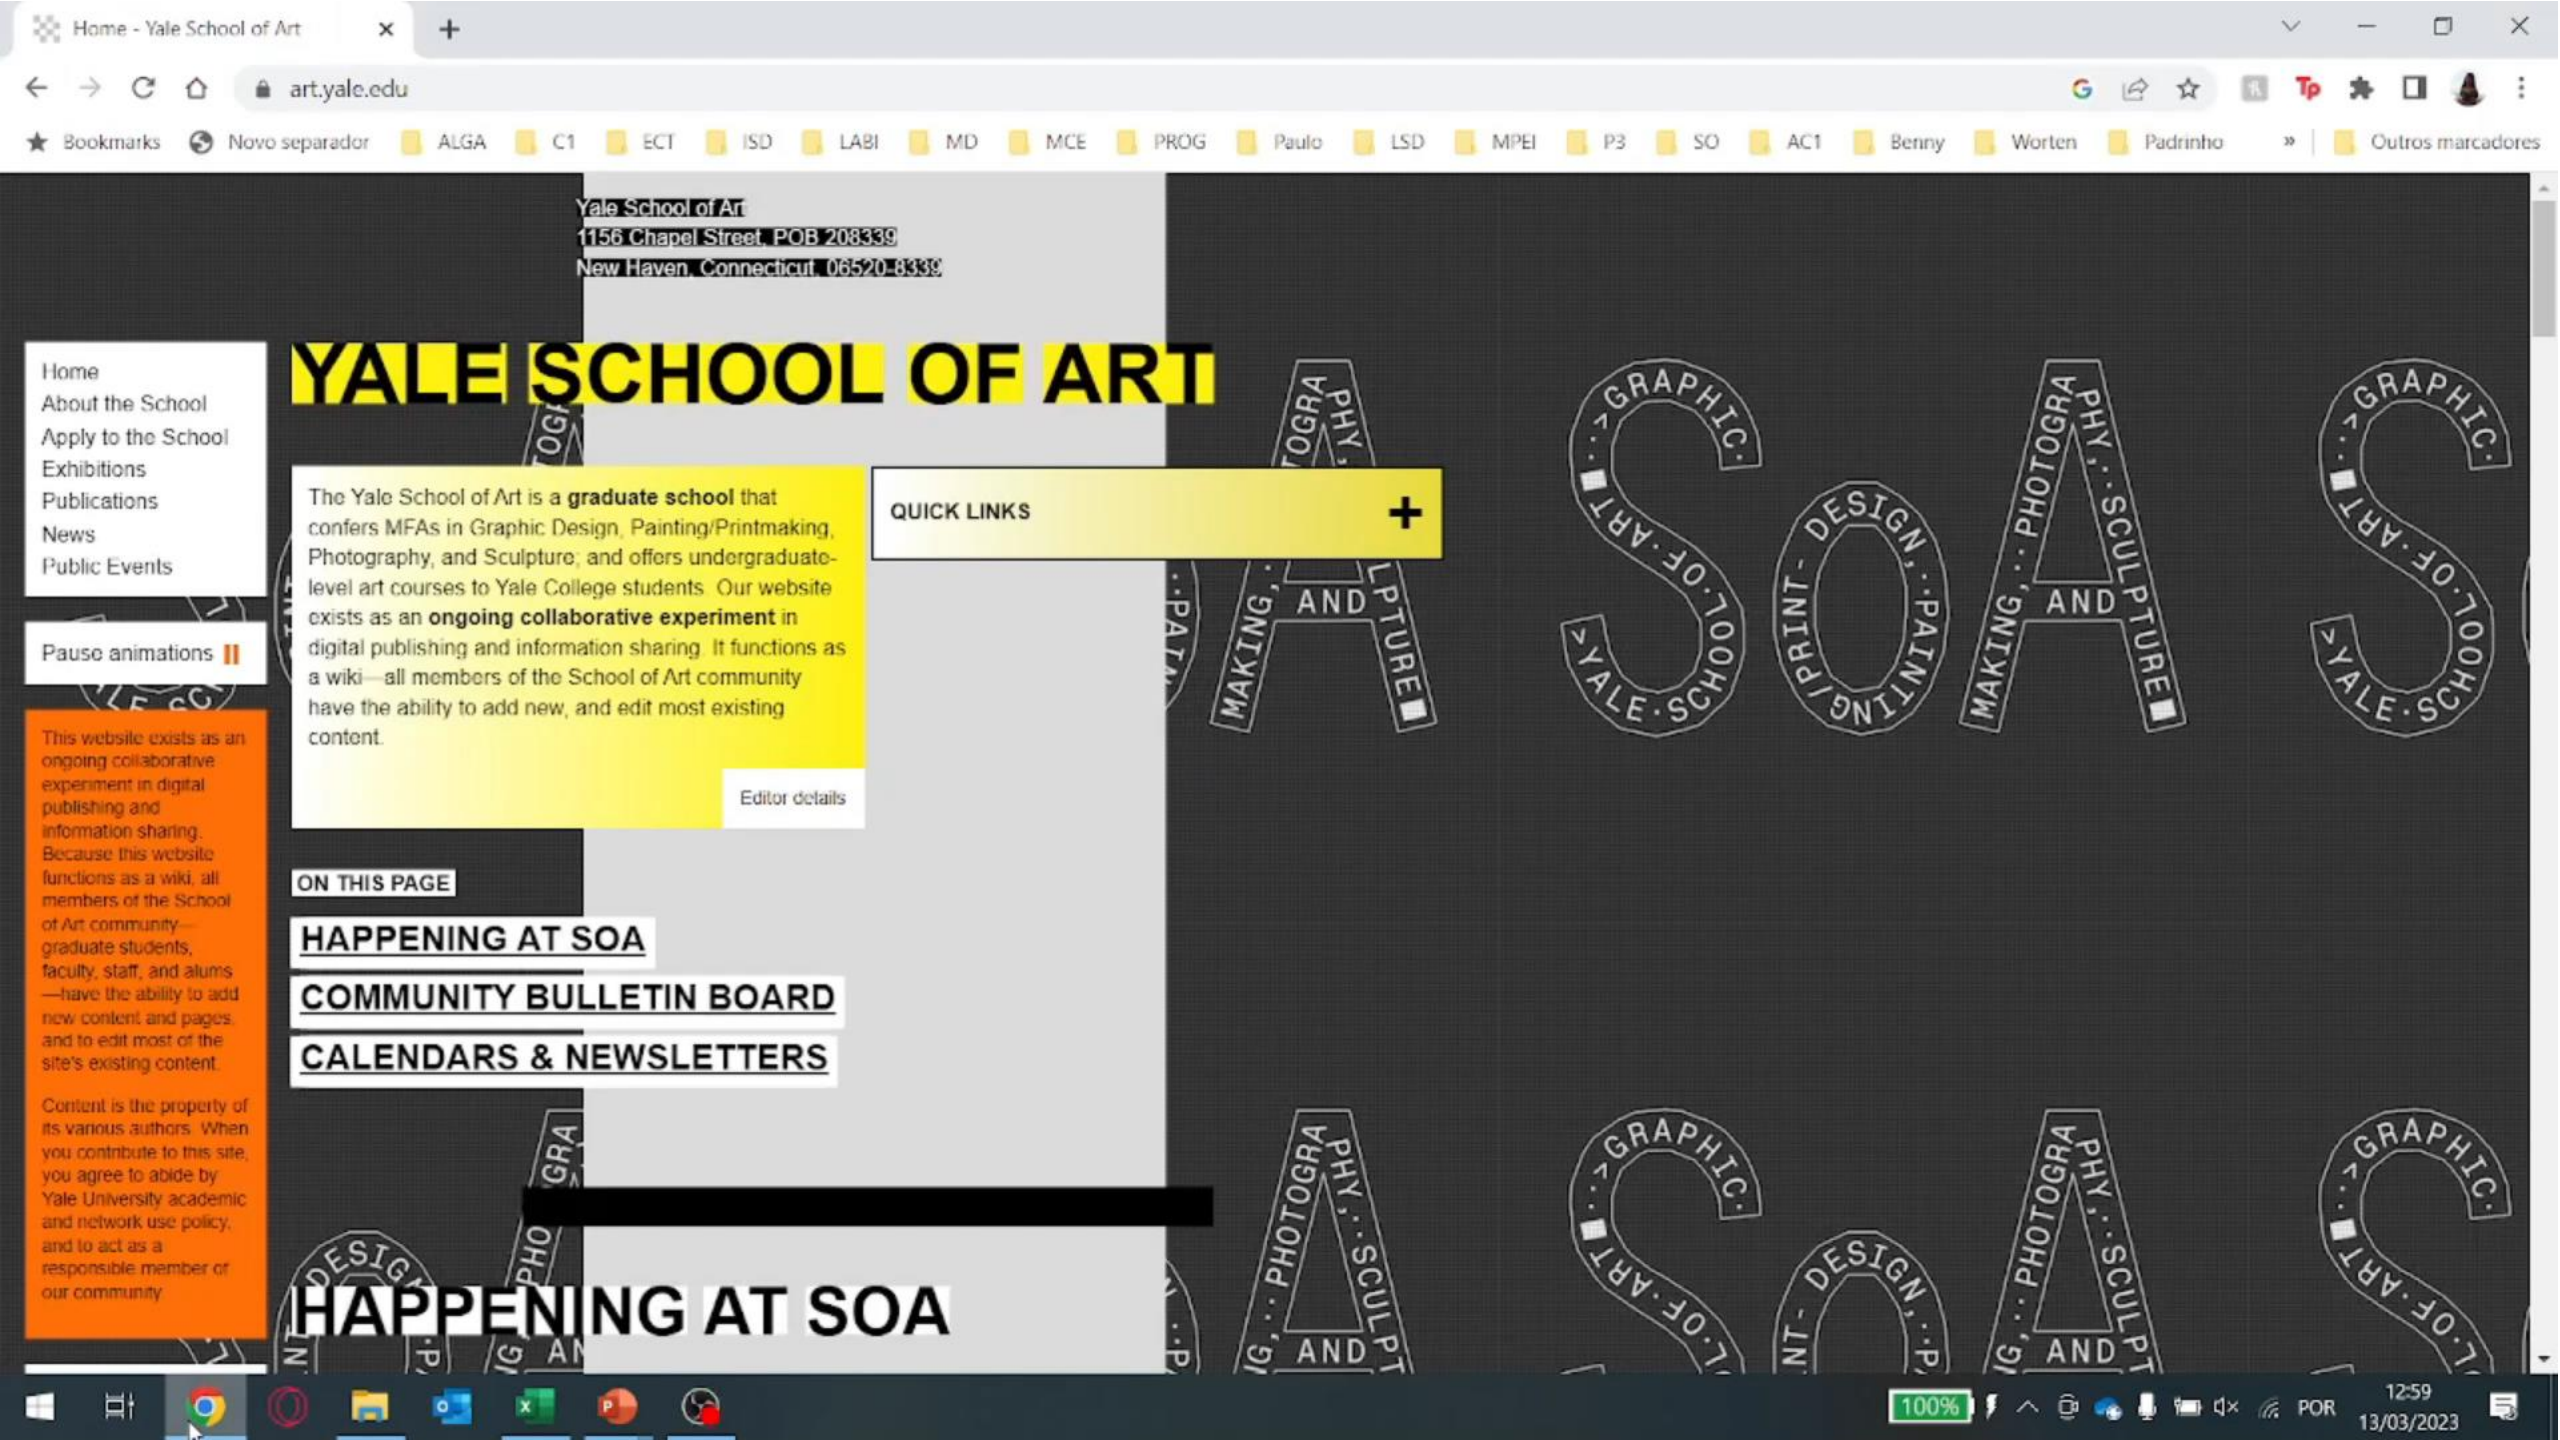 Home - Yale School of Art
art.yale.edu
Bookmarks Novo separador ALGA C1 ECT ISD LABI MD MCE PROG Paulo LSD MPEI P3 SO AC1 Benny Worten Padrinho » Outros marcadores
Yale School of Art
1156 Chapel Street, POB 208339
New Haven, Connecticut, 06520-8339
YALE SCHOOL OF ART
Home
About the School
Apply to the School
Exhibitions
Publications
News
Public Events
Pause animations
This website exists as an
ongoing collaborative
experiment in digital
publishing and
information sharing.
Because this website
functions as a wiki, all
members of the School
of Art community—
graduate students,
faculty, staff, and alums
—have the ability to add
new content and pages,
and to edit most of the
site's existing content.
Content is the property of
its various authors. When
you contribute to this site,
you agree to abide by
Yale University academic
and network use policy,
and to act as a
responsible member of
our community.
The Yale School of Art is a graduate school that
confers MFAs in Graphic Design, Painting/Printmaking,
Photography, and Sculpture; and offers undergraduate-
level art courses to Yale College students. Our website
exists as an ongoing collaborative experiment in
digital publishing and information sharing. It functions as
a wiki—all members of the School of Art community
have the ability to add new, and edit most existing
content.
Editor details
QUICK LINKS +
ON THIS PAGE
HAPPENING AT SOA
COMMUNITY BULLETIN BOARD
CALENDARS & NEWSLETTERS
HAPPENING AT SOA
>YALE·SCHOOL·OF·ART
··>GRAPHIC·
DESIGN,··PAINTING/PRINT-
MAKING,··PHOTOGRAPHY,··SCULPTURE
AND
100%
POR
12:59
13/03/2023